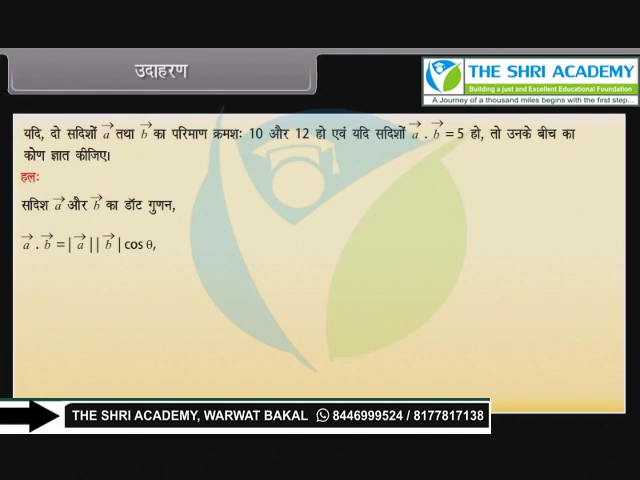 उदाहरण
THE SHRI ACADEMY
Building a just and Excellent Educational Foundation
A Journey of a thousand miles begins with the first step...
यदि, दो सदिशों a⃗ तथा b⃗ का परिमाण क्रमशः 10 और 12 हो एवं यदि सदिशों a⃗ . b⃗ = 5 हो, तो उनके बीच का
कोण ज्ञात कीजिए।
हलः
सदिश a⃗ और b⃗ का डॉट गुणन,
a⃗ . b⃗ = | a⃗ | | b⃗ | cos θ,
THE SHRI ACADEMY, WARWAT BAKAL 8446999524 / 8177817138